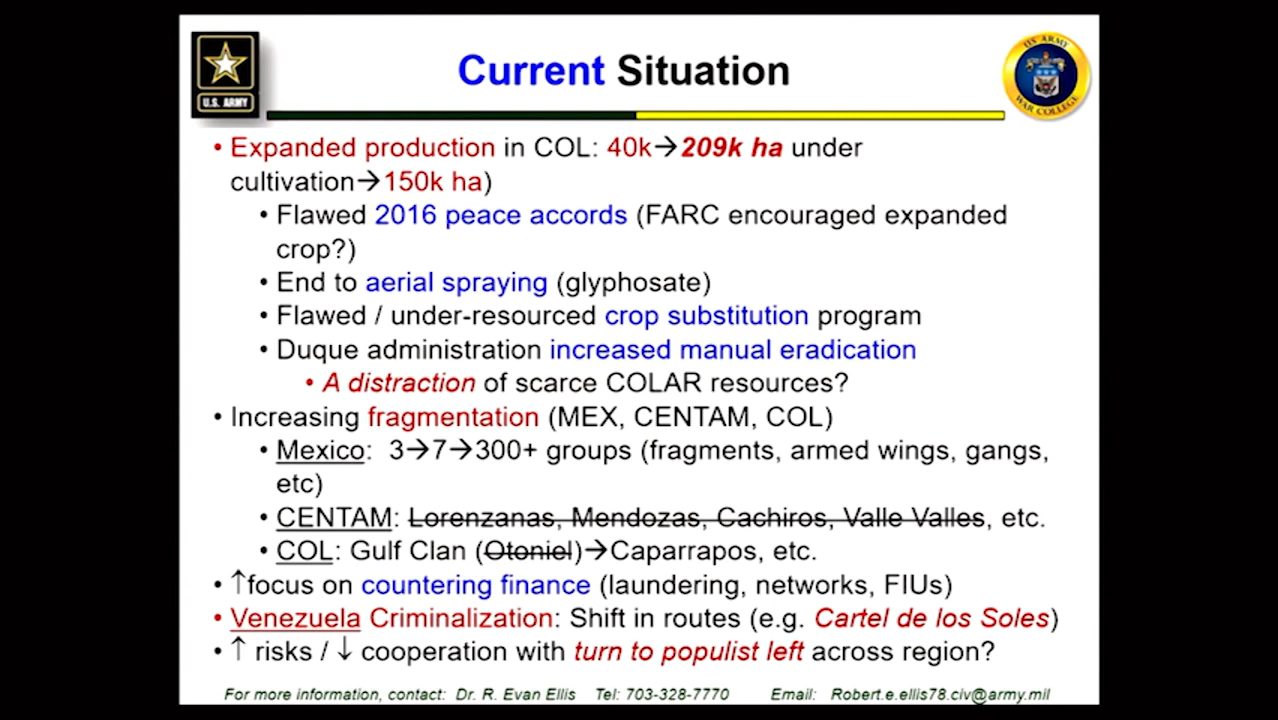 U.S. ARMY
Current Situation
US ARMY
WAR COLLEGE
• Expanded production in COL: 40k→209k ha under
cultivation→150k ha)
• Flawed 2016 peace accords (FARC encouraged expanded
crop?)
• End to aerial spraying (glyphosate)
• Flawed / under-resourced crop substitution program
• Duque administration increased manual eradication
• A distraction of scarce COLAR resources?
• Increasing fragmentation (MEX, CENTAM, COL)
• Mexico: 3→7→300+ groups (fragments, armed wings, gangs,
etc)
• CENTAM: Lorenzanas, Mendozas, Cachiros, Valle Valles, etc.
• COL: Gulf Clan (Otoniel)→Caparrapos, etc.
• ↑focus on countering finance (laundering, networks, FIUs)
• Venezuela Criminalization: Shift in routes (e.g. Cartel de los Soles)
• ↑ risks / ↓ cooperation with turn to populist left across region?
For more information, contact: Dr. R. Evan Ellis Tel: 703-328-7770 Email: Robert.e.ellis78.civ@army.mil